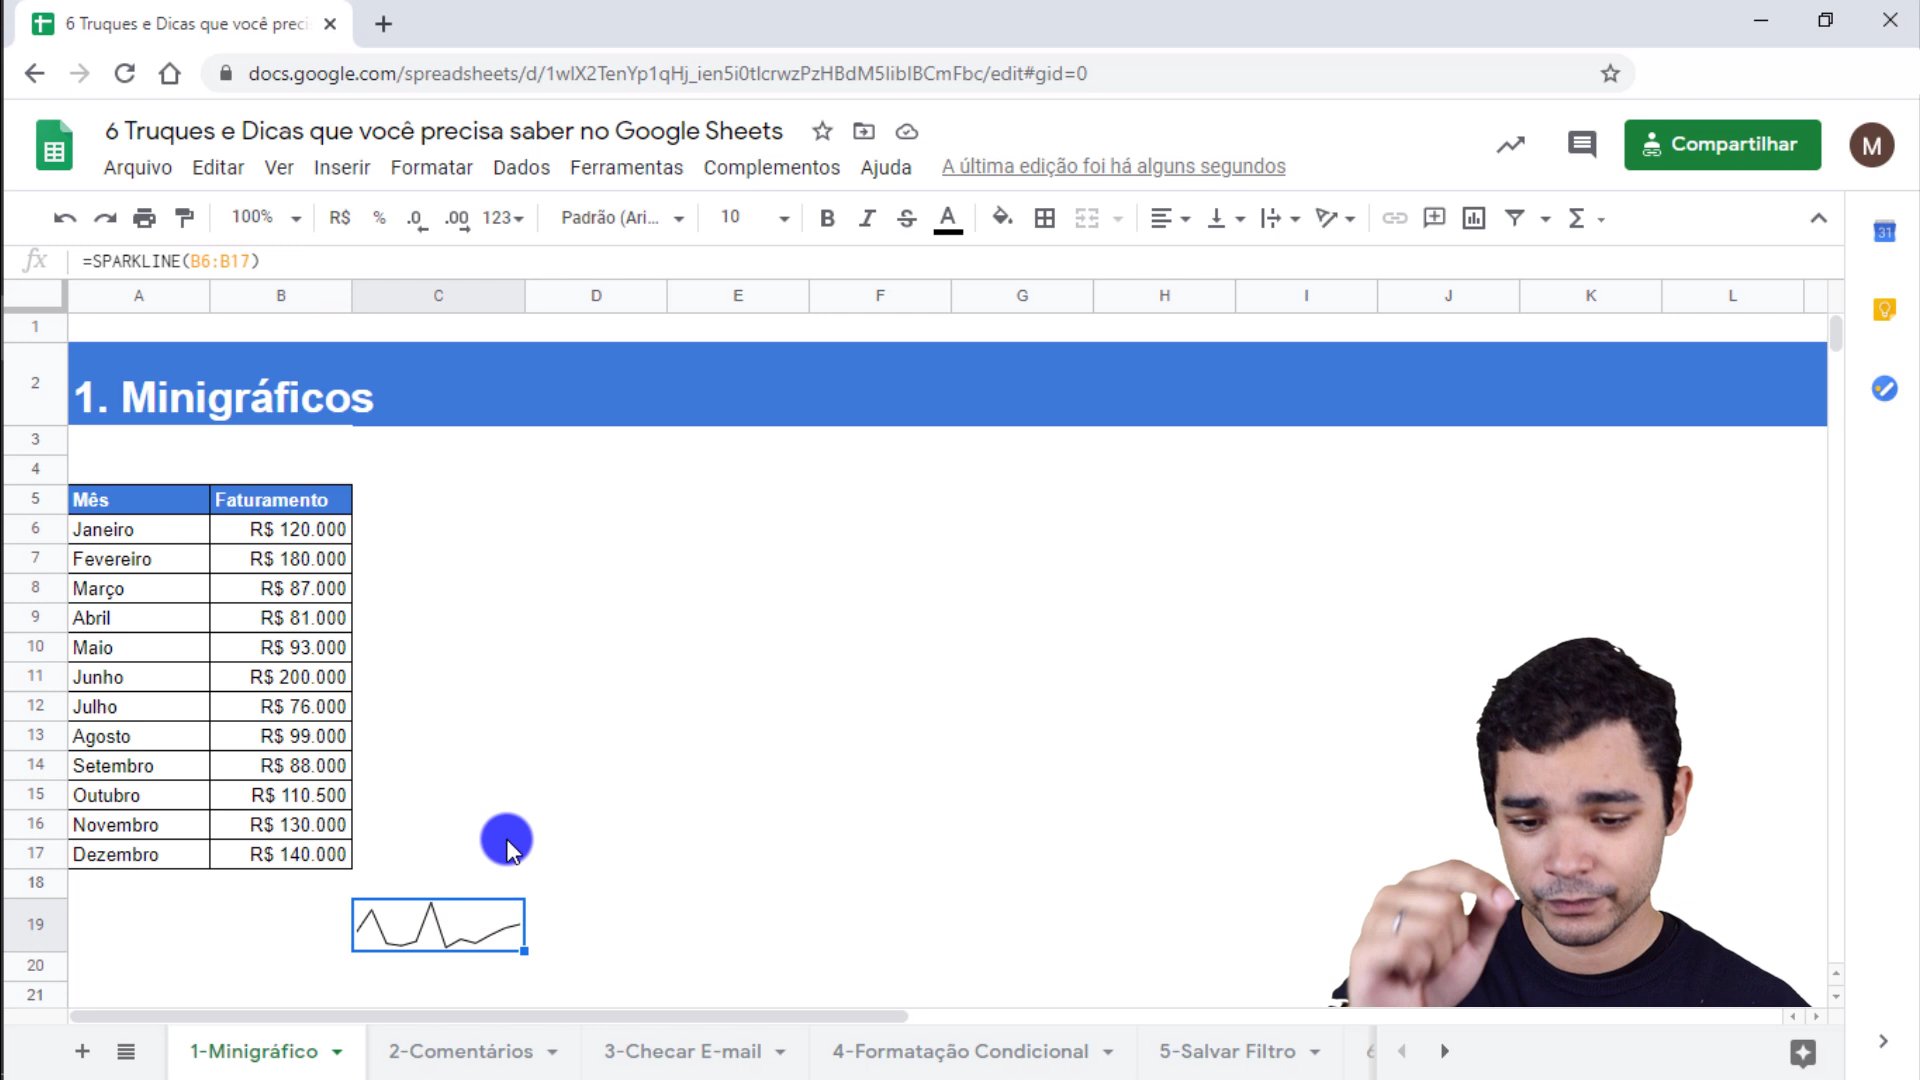 6 Truques e Dicas que você preci
docs.google.com/spreadsheets/d/1wIX2TenYp1qHj_ien5i0tIcrwzPzHBdM5IibIBCmFbc/edit#gid=0
6 Truques e Dicas que você precisa saber no Google Sheets
Arquivo Editar Ver Inserir Formatar Dados Ferramentas Complementos Ajuda A última edição foi há alguns segundos
Compartilhar
M
100% R$ % .0 .00 123 Padrão (Ari... 10 B I S A Σ
31
fx =SPARKLINE(B6:B17)
A B C D E F G H I J K L
1
2 1. Minigráficos
3
4
5 Mês Faturamento
6 Janeiro R$ 120.000
7 Fevereiro R$ 180.000
8 Março R$ 87.000
9 Abril R$ 81.000
10 Maio R$ 93.000
11 Junho R$ 200.000
12 Julho R$ 76.000
13 Agosto R$ 99.000
14 Setembro R$ 88.000
15 Outubro R$ 110.500
16 Novembro R$ 130.000
17 Dezembro R$ 140.000
18
19
20
21
1-Minigráfico 2-Comentários 3-Checar E-mail 4-Formatação Condicional 5-Salvar Filtro